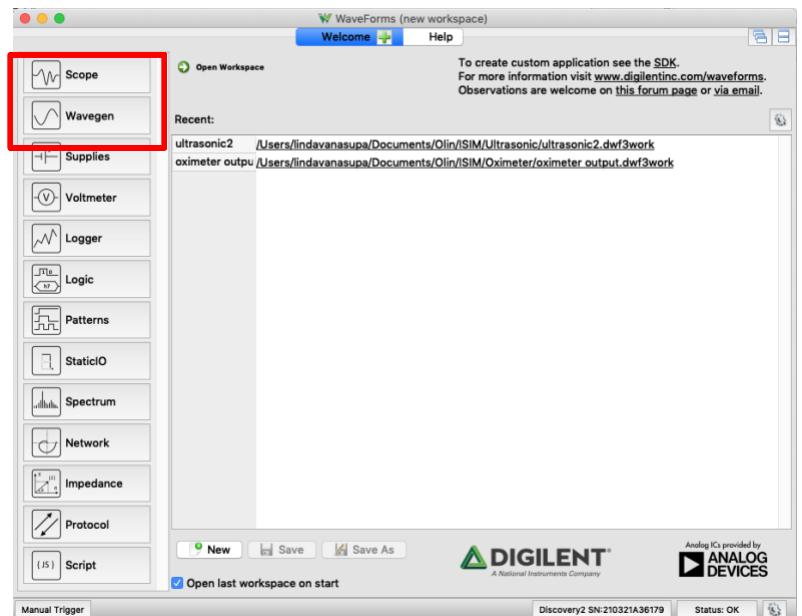 WaveForms (new workspace)
Welcome
Help
Scope
Wavegen
Supplies
Voltmeter
Logger
Logic
Patterns
StaticIO
Spectrum
Network
Impedance
Protocol
{JS} Script
Open Workspace
To create custom application see the SDK.
For more information visit www.digilentinc.com/waveforms.
Observations are welcome on this forum page or via email.
Recent:
ultrasonic2 /Users/lindavanasupa/Documents/Olin/ISIM/Ultrasonic/ultrasonic2.dwf3work
oximeter outpu /Users/lindavanasupa/Documents/Olin/ISIM/Oximeter/oximeter output.dwf3work
New
Save
Save As
Open last workspace on start
DIGILENT
A National Instruments Company
Analog ICs provided by
ANALOG
DEVICES
Manual Trigger
Discovery2 SN:210321A36179
Status: OK